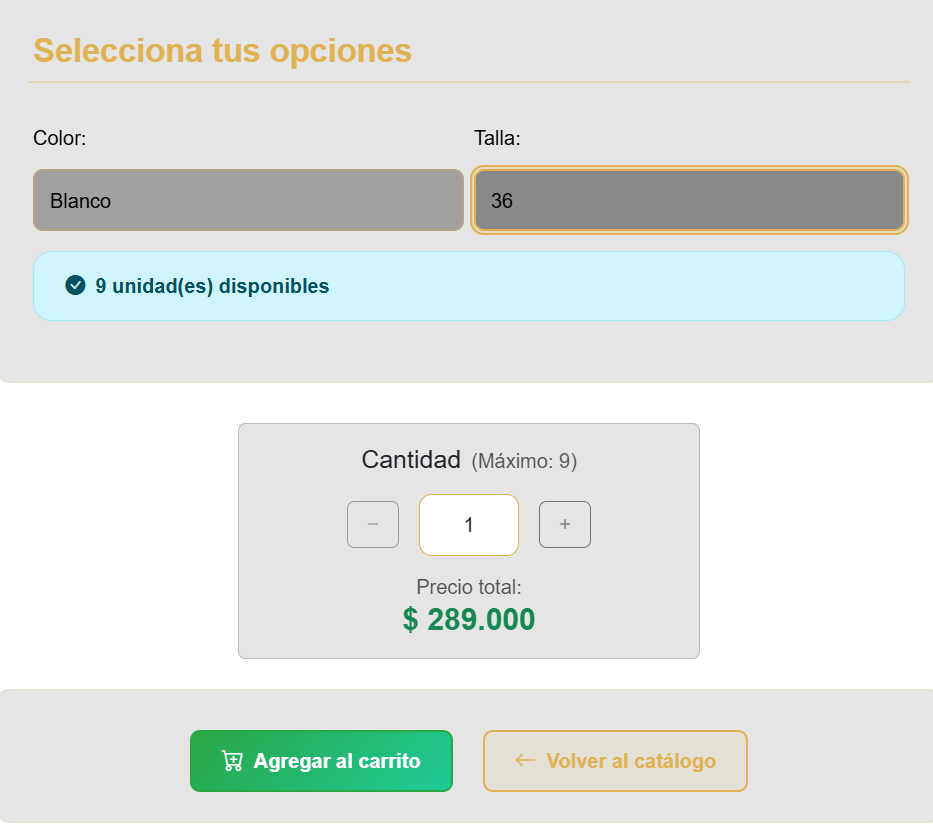 Selecciona tus opciones
Color: Talla:
Blanco 36
9 unidad(es) disponibles
Cantidad (Máximo: 9)
− 1 +
Precio total:
$ 289.000
Agregar al carrito ← Volver al catálogo